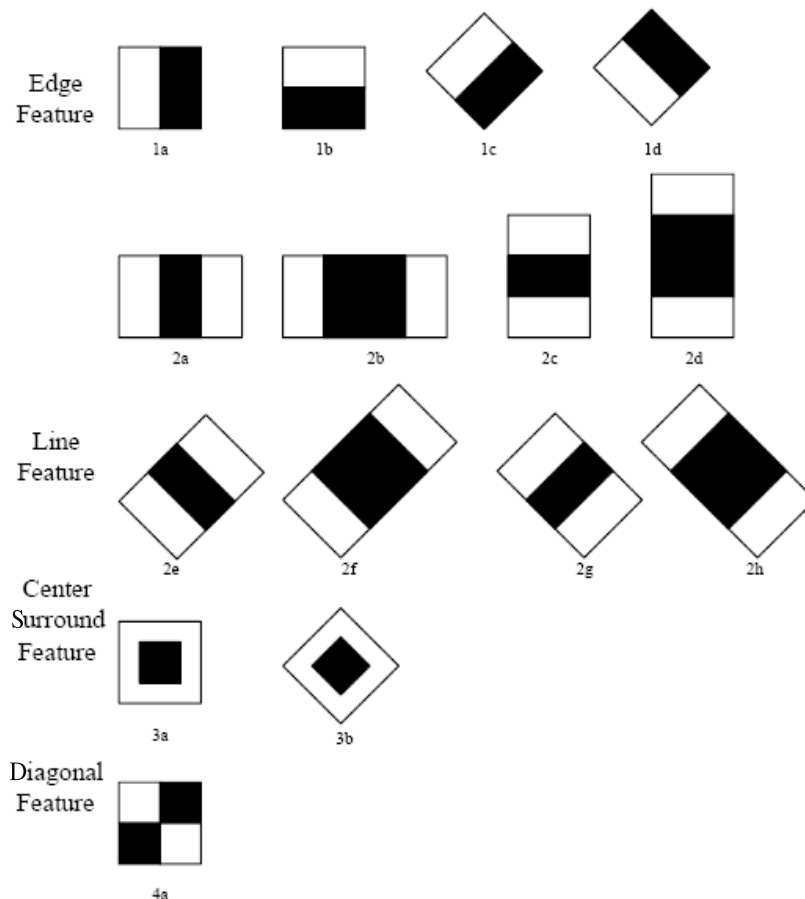 Edge
Feature
1a
1b
1c
1d
2a
2b
2c
2d
Line
Feature
2e
2f
2g
2h
Center
Surround
Feature
3a
3b
Diagonal
Feature
4a